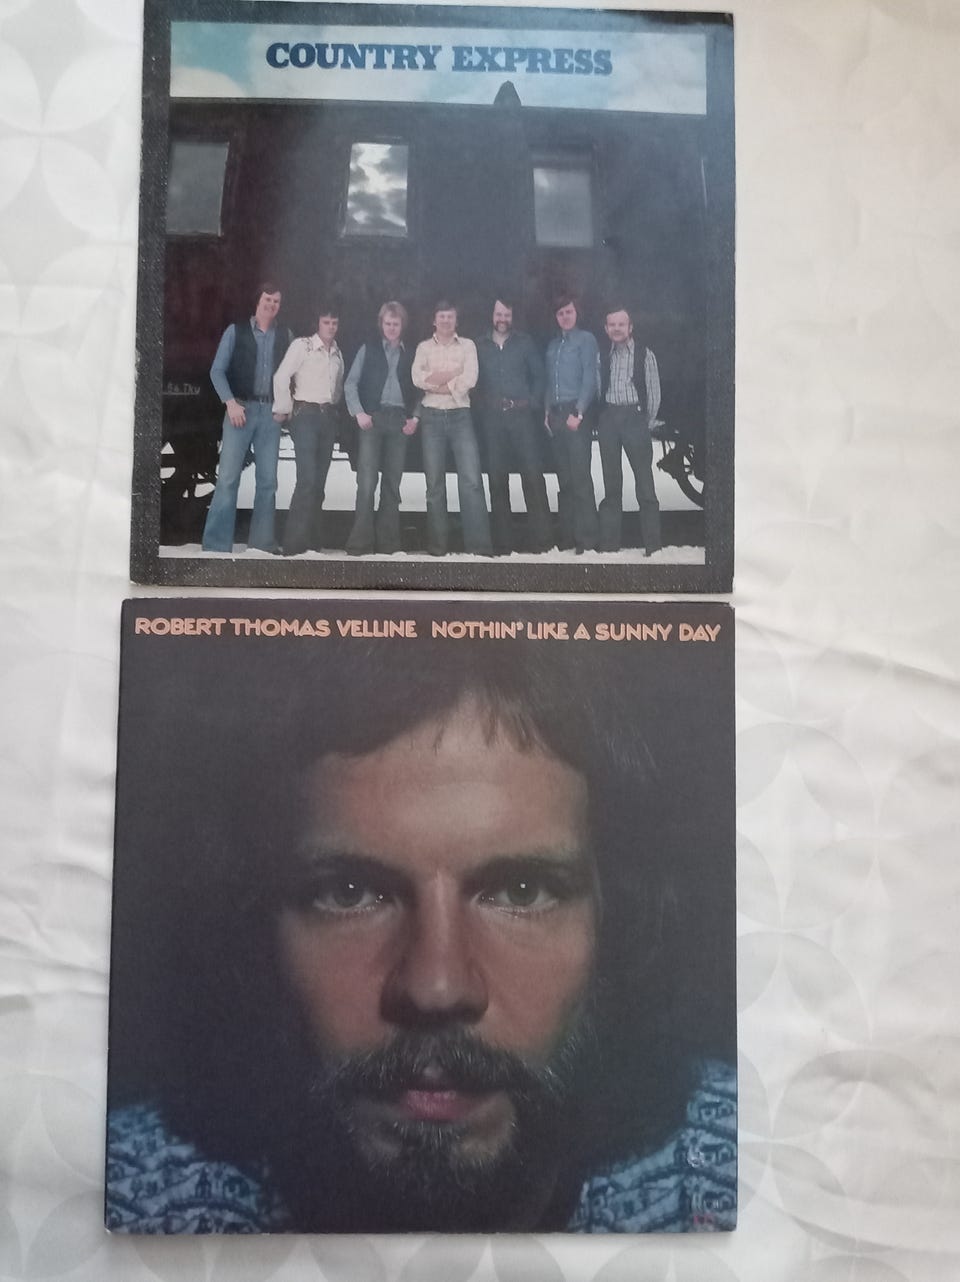 COUNTRY EXPRESS
ROBERT THOMAS VELLINE NOTHIN' LIKE A SUNNY DAY